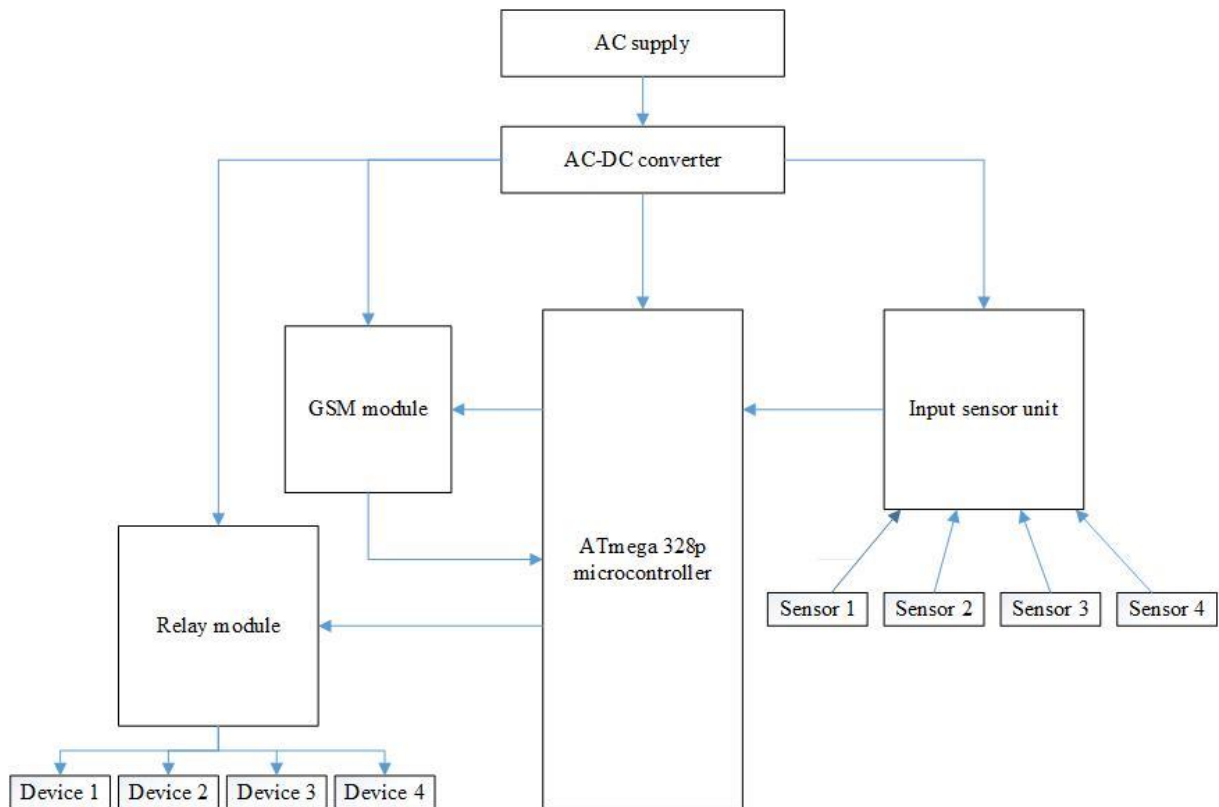 AC supply
AC-DC converter
GSM module
Input sensor unit
ATmega 328p
microcontroller
Sensor 1
Sensor 2
Sensor 3
Sensor 4
Relay module
Device 1
Device 2
Device 3
Device 4